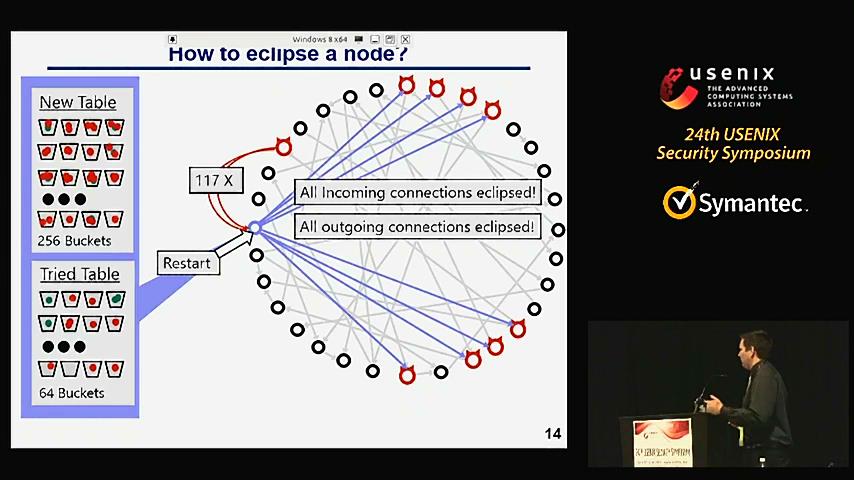 Windows 8 x64
How to eclipse a node?
New Table
256 Buckets
Tried Table
64 Buckets
117 X
Restart
All Incoming connections eclipsed!
All outgoing connections eclipsed!
14
usenix
THE ADVANCED
COMPUTING SYSTEMS
ASSOCIATION
24th USENIX
Security Symposium
Symantec.